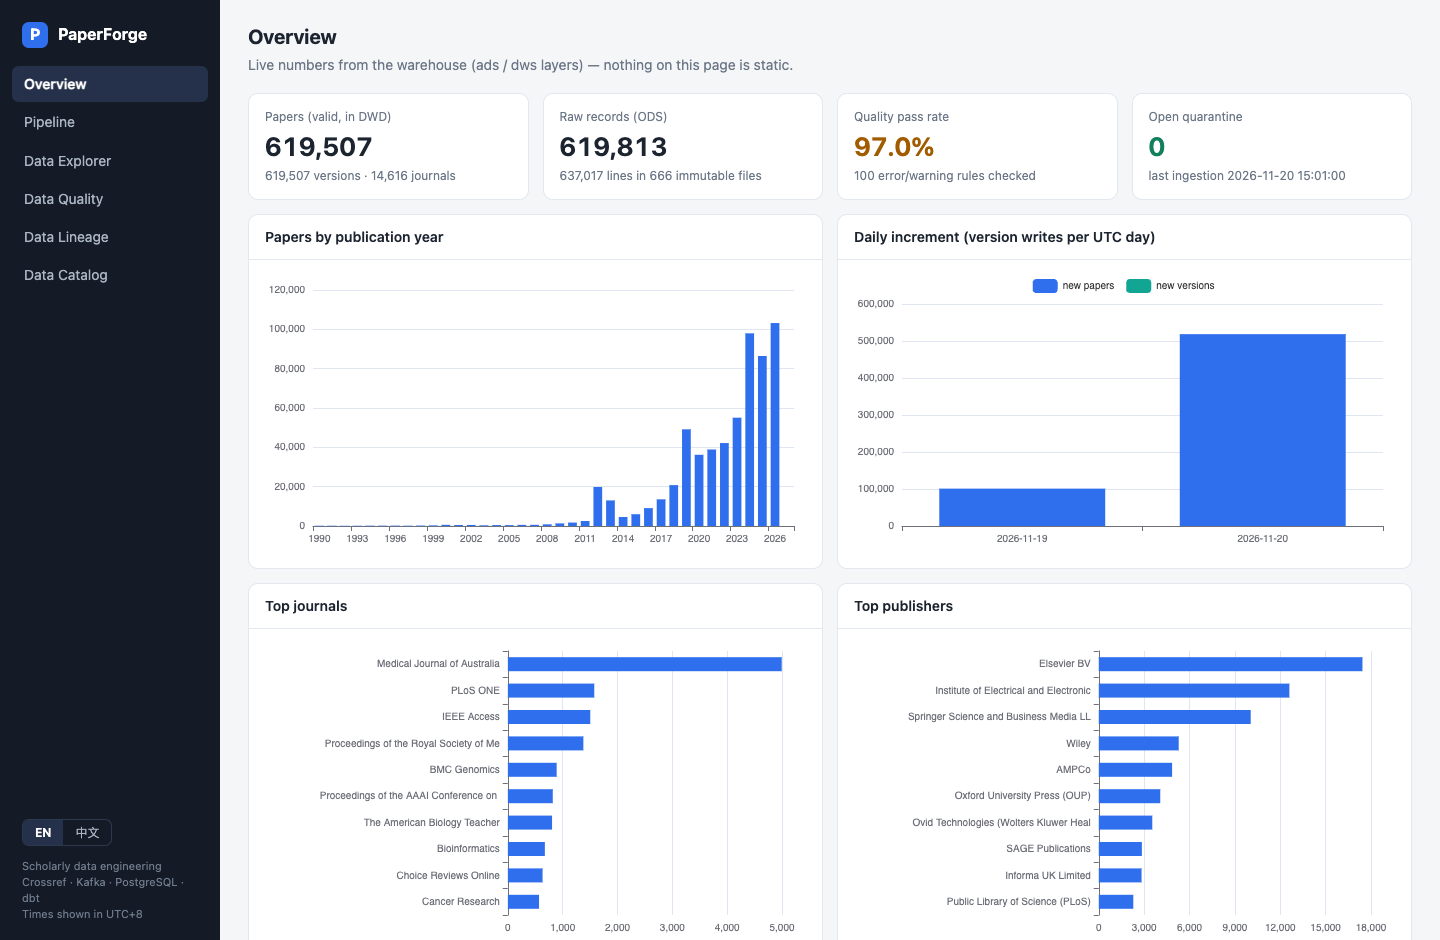 P PaperForge
Overview
Pipeline
Data Explorer
Data Quality
Data Lineage
Data Catalog
EN 中文
Scholarly data engineering
Crossref · Kafka · PostgreSQL ·
dbt
Times shown in UTC+8
Overview
Live numbers from the warehouse (ads / dws layers) — nothing on this page is static.
Papers (valid, in DWD)
619,507
619,507 versions · 14,616 journals
Raw records (ODS)
619,813
637,017 lines in 666 immutable files
Quality pass rate
97.0%
100 error/warning rules checked
Open quarantine
0
last ingestion 2026-11-20 15:01:00
Papers by publication year
120,000
100,000
80,000
60,000
40,000
20,000
0
1990 1993 1996 1999 2002 2005 2008 2011 2014 2017 2020 2023 2026
Daily increment (version writes per UTC day)
new papers new versions
600,000
500,000
400,000
300,000
200,000
100,000
0
2026-11-19 2026-11-20
Top journals
Medical Journal of Australia
PLoS ONE
IEEE Access
Proceedings of the Royal Society of Me
BMC Genomics
Proceedings of the AAAI Conference on
The American Biology Teacher
Bioinformatics
Choice Reviews Online
Cancer Research
0 1,000 2,000 3,000 4,000 5,000
Top publishers
Elsevier BV
Institute of Electrical and Electronic
Springer Science and Business Media LL
Wiley
AMPCo
Oxford University Press (OUP)
Ovid Technologies (Wolters Kluwer Heal
SAGE Publications
Informa UK Limited
Public Library of Science (PLoS)
0 3,000 6,000 9,000 12,000 15,000 18,000